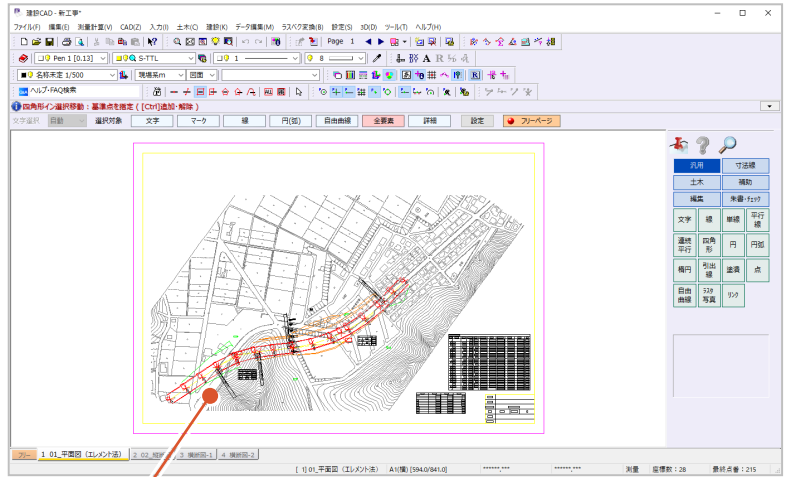 建設CAD - 新工事*
ファイル(F) 編集(E) 測量計算(V) CAD(Z) 入力(I) 土木(C) 建設(K) データ編集(M) ラスベク変換(B) 設定(S) 3D(D) ツール(T) ヘルプ(H)
Page 1
Pen 1 [0.13] S-TTL 1 8 A R
名称未定 1/500 現場系m 図面
ヘルプ・FAQ検索
四角形イン選択移動：基準点を指定 ( [Ctrl]追加・解除 )
文字選択 自動 選択対象 文字 マーク 線 円(弧) 自由曲線 全要素 詳細 設定 フリーページ
汎用 寸法線
土木 補助
編集 朱書・チェック
文字 線 単線 平行線
連続平行 四角形 円 円弧
楕円 引出線 塗潰 点
自由曲線 ラスタ写真 リンク
フリー 1 01_平面図（エレメント法） 3 横断図-1 4 横断図-2
[ 1] 01_平面図（エレメント法） A1(横) [594.0/841.0] ******.*** ******.*** 測量 座標数：28 最終点番：215